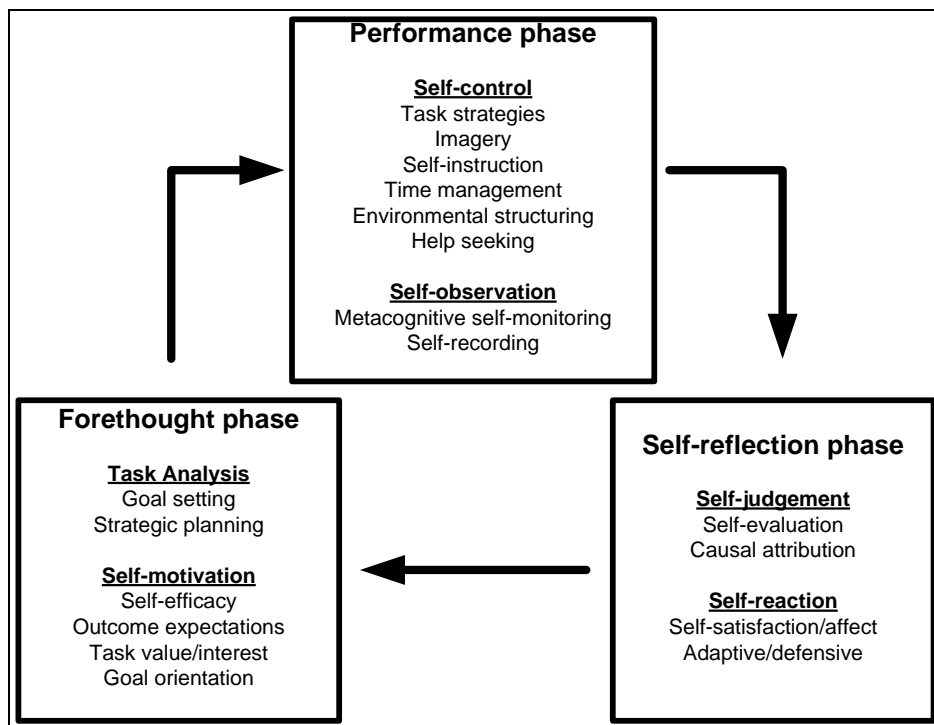 Performance phase
Self-control
Task strategies
Imagery
Self-instruction
Time management
Environmental structuring
Help seeking
Self-observation
Metacognitive self-monitoring
Self-recording
Forethought phase
Task Analysis
Goal setting
Strategic planning
Self-motivation
Self-efficacy
Outcome expectations
Task value/interest
Goal orientation
Self-reflection phase
Self-judgement
Self-evaluation
Causal attribution
Self-reaction
Self-satisfaction/affect
Adaptive/defensive